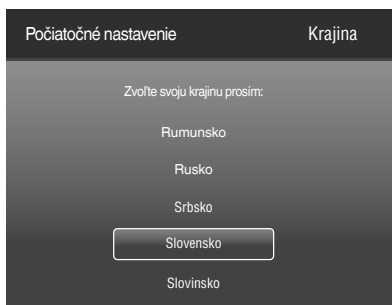 Počiatočné nastavenie Krajina
Zvoľte svoju krajinu prosím:
Rumunsko
Rusko
Srbsko
Slovensko
Slovinsko